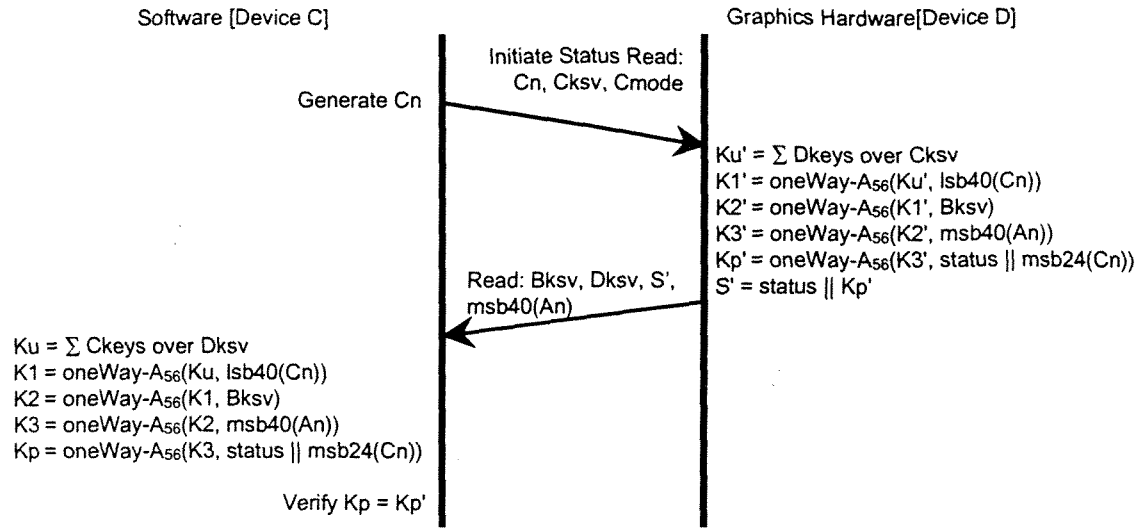 Software [Device C]
Graphics Hardware[Device D]
Initiate Status Read:
Cn, Cksv, Cmode
Generate Cn
Ku' = ∑ Dkeys over Cksv
K1' = oneWay-A₅₆(Ku', lsb40(Cn))
K2' = oneWay-A₅₆(K1', Bksv)
K3' = oneWay-A₅₆(K2', msb40(An))
Kp' = oneWay-A₅₆(K3', status || msb24(Cn))
S' = status || Kp'
Read: Bksv, Dksv, S',
msb40(An)
Ku = ∑ Ckeys over Dksv
K1 = oneWay-A₅₆(Ku, lsb40(Cn))
K2 = oneWay-A₅₆(K1, Bksv)
K3 = oneWay-A₅₆(K2, msb40(An))
Kp = oneWay-A₅₆(K3, status || msb24(Cn))
Verify Kp = Kp'